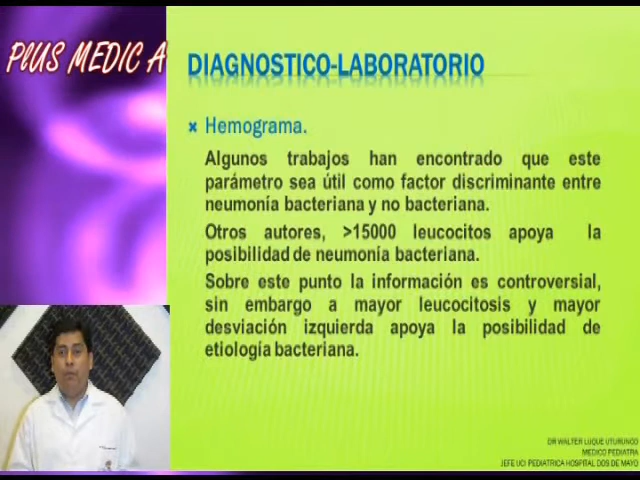 PlUS MEDIC A
DIAGNOSTICO-LABORATORIO
Hemograma.
Algunos trabajos han encontrado que este
parámetro sea útil como factor discriminante entre
neumonía bacteriana y no bacteriana.
Otros autores, >15000 leucocitos apoya la
posibilidad de neumonía bacteriana.
Sobre este punto la información es controversial,
sin embargo a mayor leucocitosis y mayor
desviación izquierda apoya la posibilidad de
etiología bacteriana.
DR WALTER LUQUE UTURUNCO
MEDICO PEDIATRA
JEFE UCI PEDIATRICA HOSPITAL DOS DE MAYO